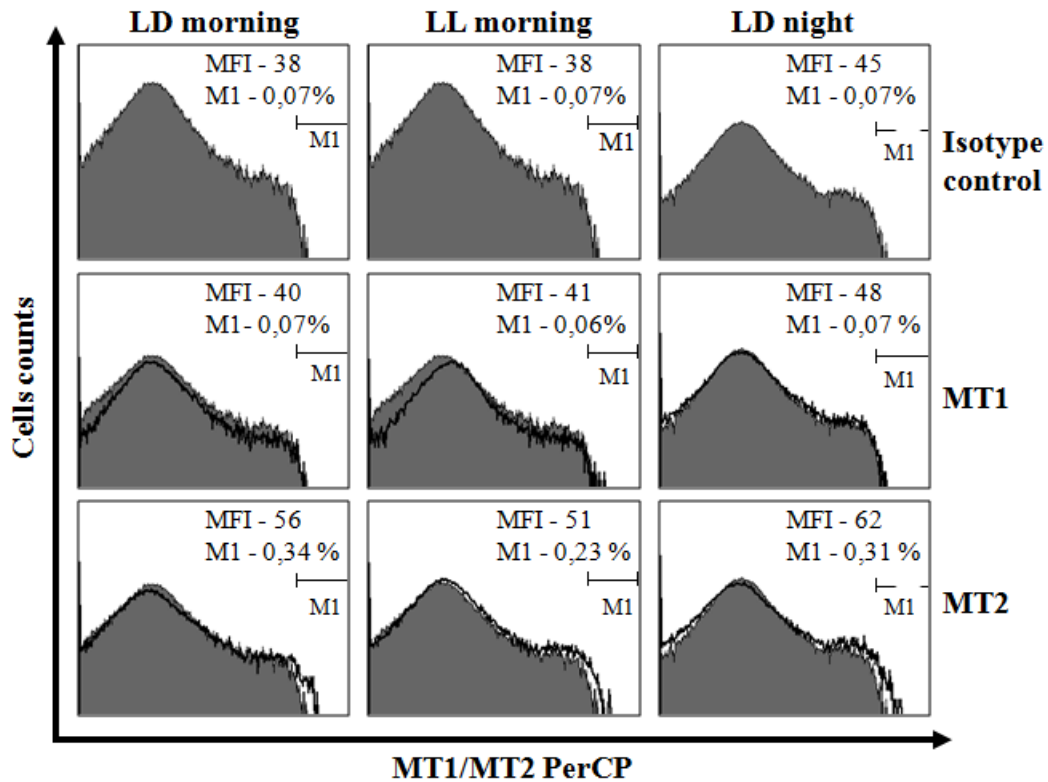 LD morning
LL morning
LD night
MFI - 38
M1 - 0,07%
M1
MFI - 38
M1 - 0,07%
M1
MFI - 45
M1 - 0,07%
M1
Isotype
control
MFI - 40
M1 - 0,07%
M1
MFI - 41
M1 - 0,06%
M1
MFI - 48
M1 - 0,07 %
M1
MT1
MFI - 56
M1 - 0,34 %
M1
MFI - 51
M1 - 0,23 %
M1
MFI - 62
M1 - 0,31 %
M1
MT2
Cells counts
MT1/MT2 PerCP